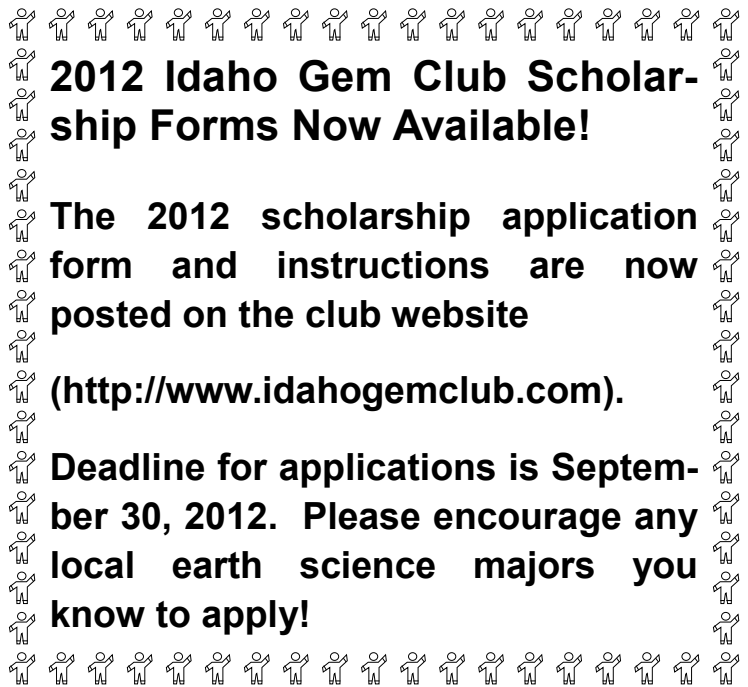 2012 Idaho Gem Club Scholar-
ship Forms Now Available!
The 2012 scholarship application
form and instructions are now
posted on the club website
(http://www.idahogemclub.com).
Deadline for applications is Septem-
ber 30, 2012. Please encourage any
local earth science majors you
know to apply!